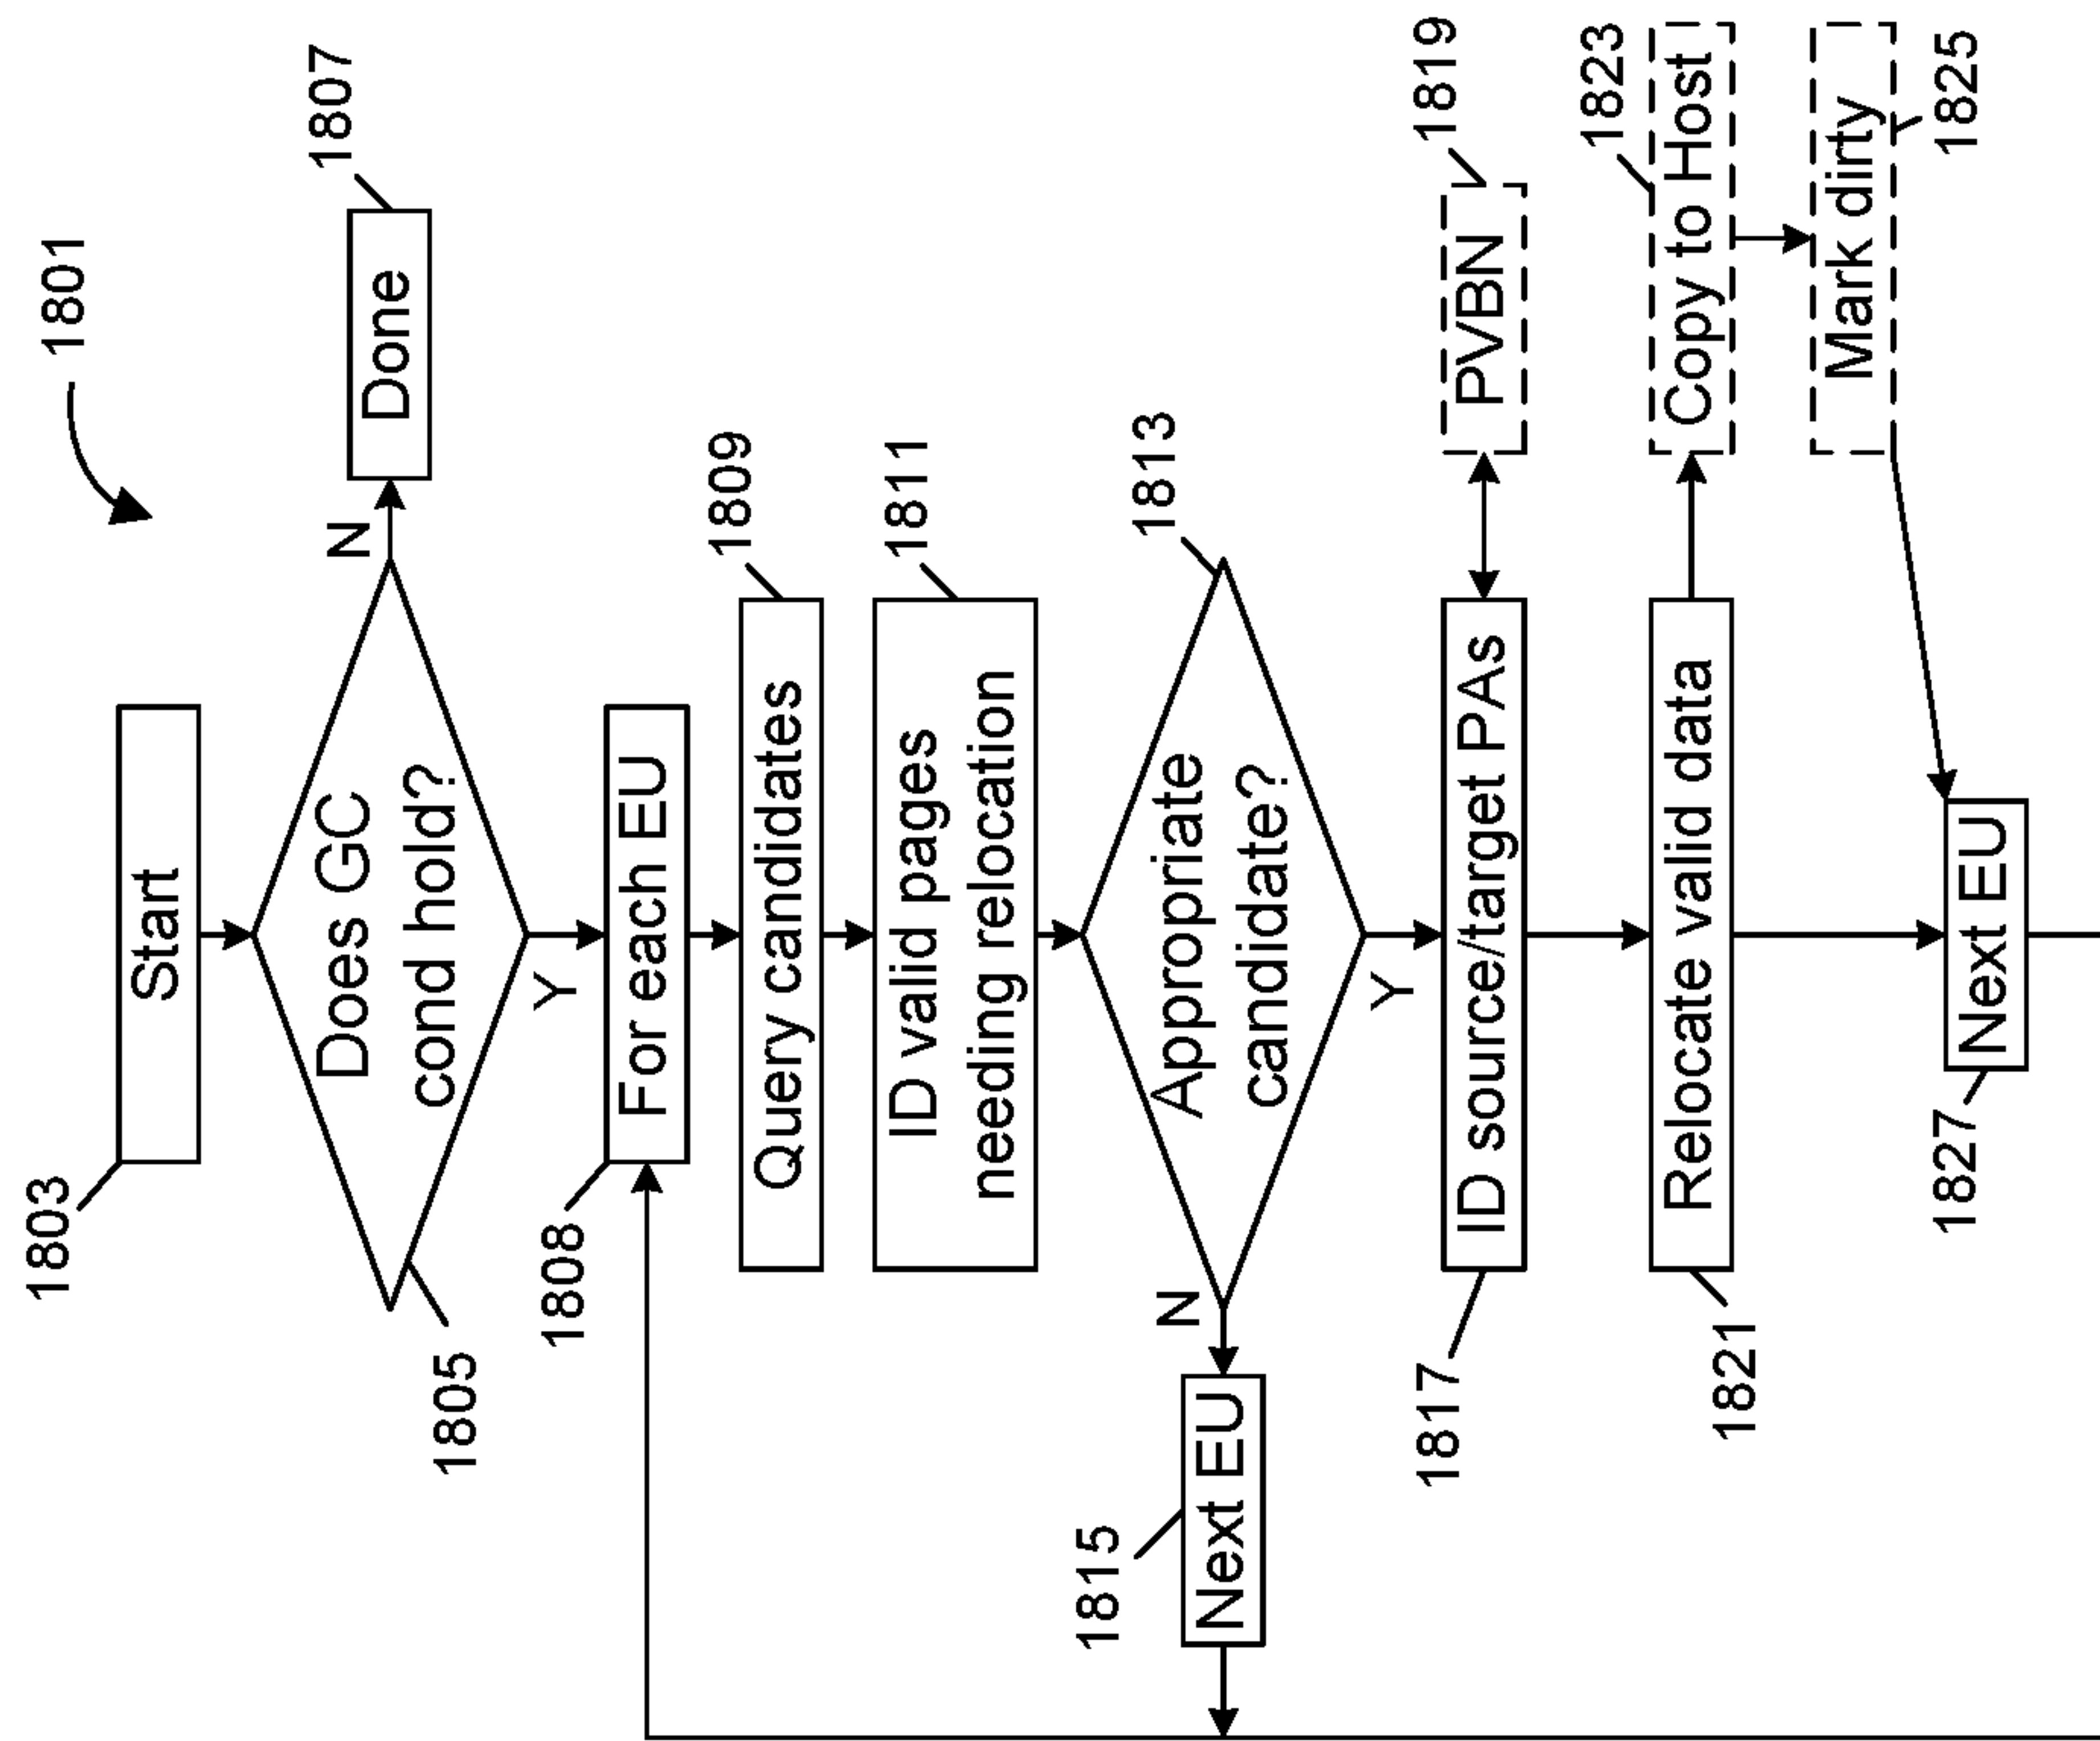 1801
1803
Start
Does GC
cond hold?
1805
N
Done
1807
Y
1808
For each EU
Query candidates
1809
ID valid pages
needing relocation
1811
Appropriate
candidate?
1813
N
1815
Next EU
Y
1817
ID source/target PAs
PVBN
1819
1821
Relocate valid data
Copy to Host
1823
Mark dirty
1825
1827
Next EU